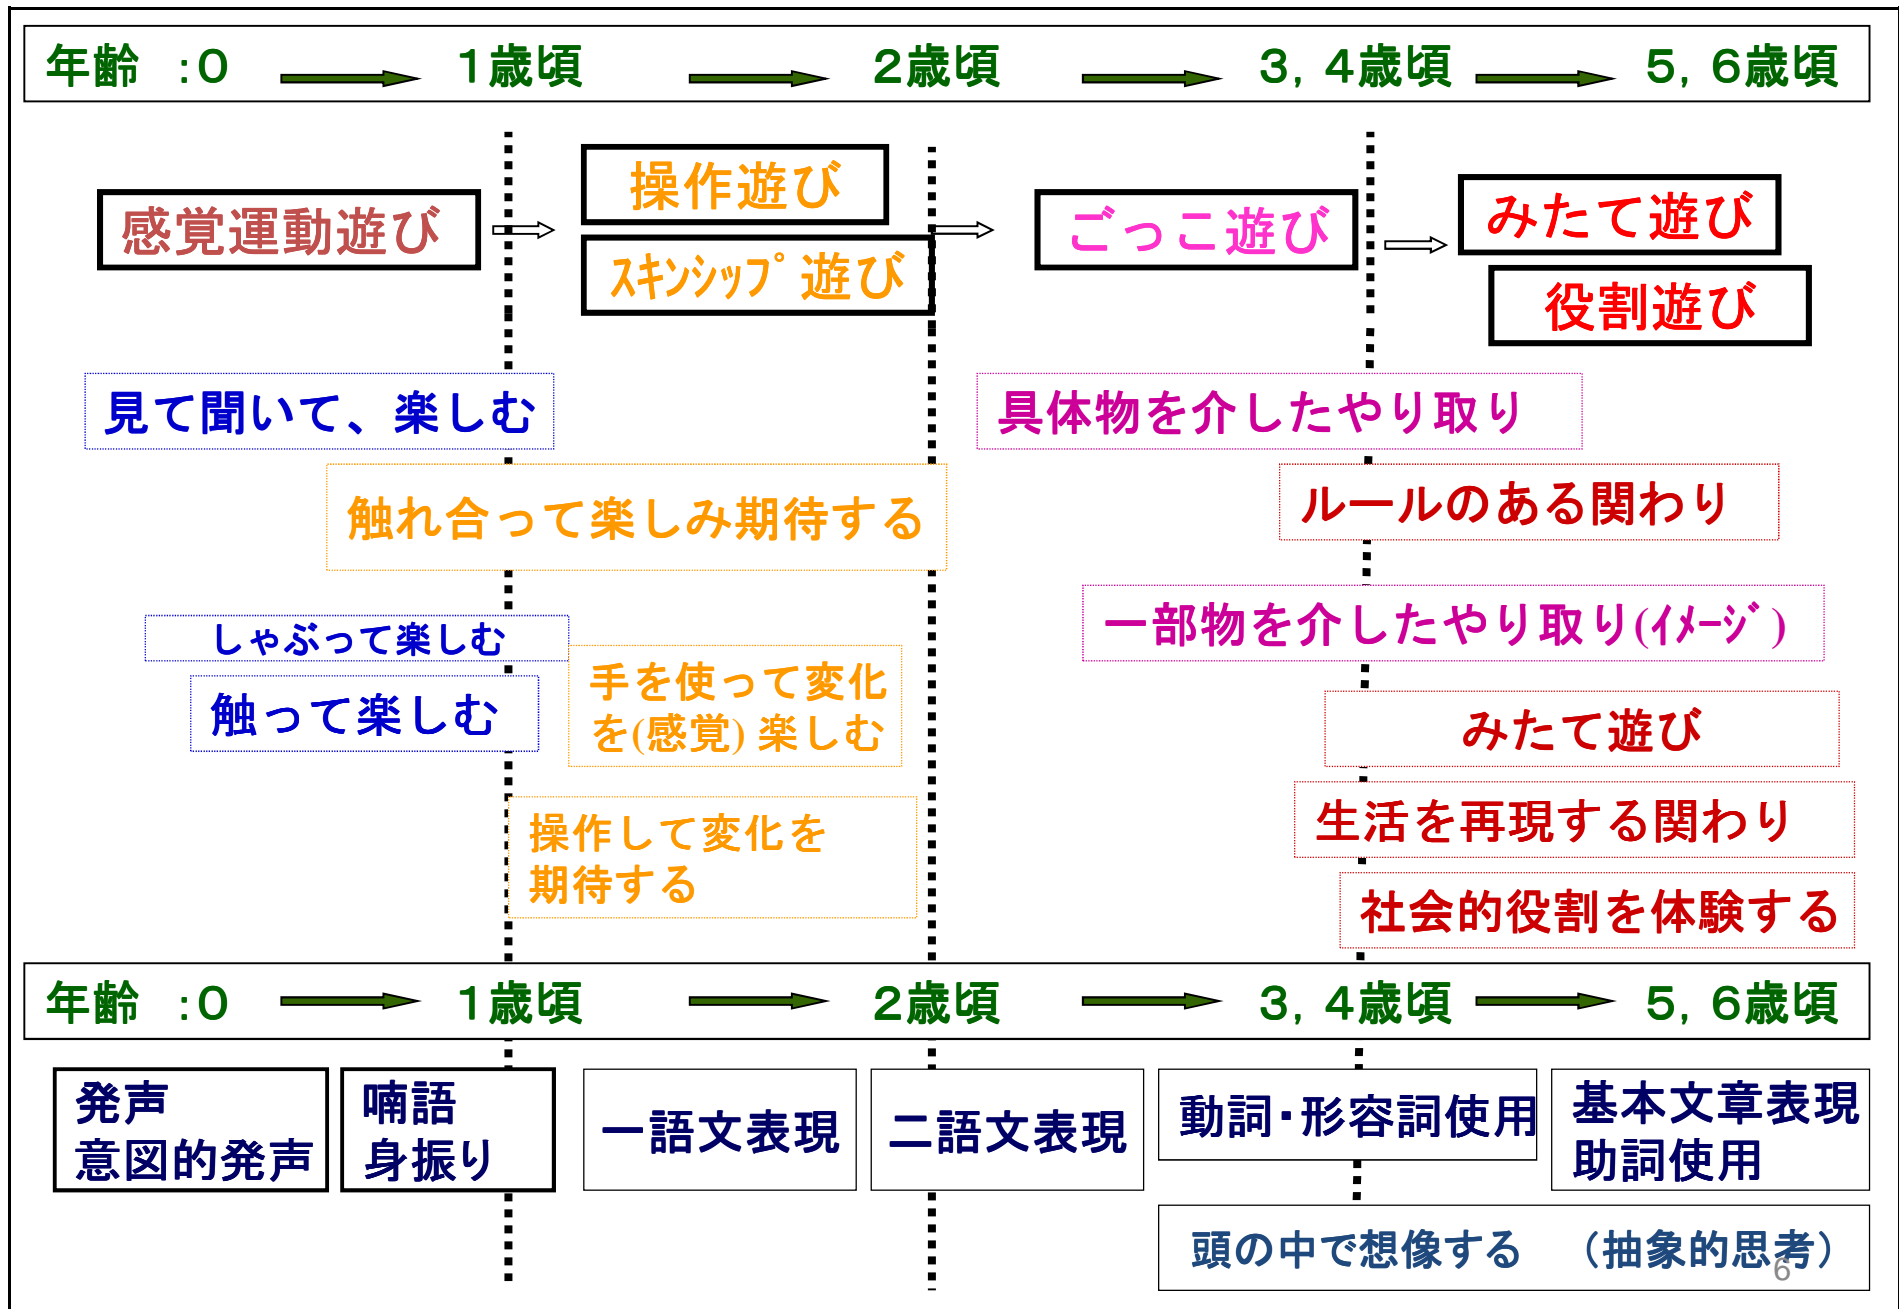 年齢 :0 1歳頃 2歳頃 3,4歳頃 5,6歳頃
感覚運動遊び
操作遊び
スキンシップ遊び
ごっこ遊び
みたて遊び
役割遊び
見て聞いて、楽しむ
具体物を介したやり取り
触れ合って楽しみ期待する
ルールのある関わり
しゃぶって楽しむ
一部物を介したやり取り(イメージ)
触って楽しむ
手を使って変化
を(感覚)楽しむ
みたて遊び
操作して変化を
期待する
生活を再現する関わり
社会的役割を体験する
年齢 :0 1歳頃 2歳頃 3,4歳頃 5,6歳頃
発声
意図的発声
喃語
身振り
一語文表現
二語文表現
動詞・形容詞使用
基本文章表現
助詞使用
頭の中で想像する (抽象的思考)
6